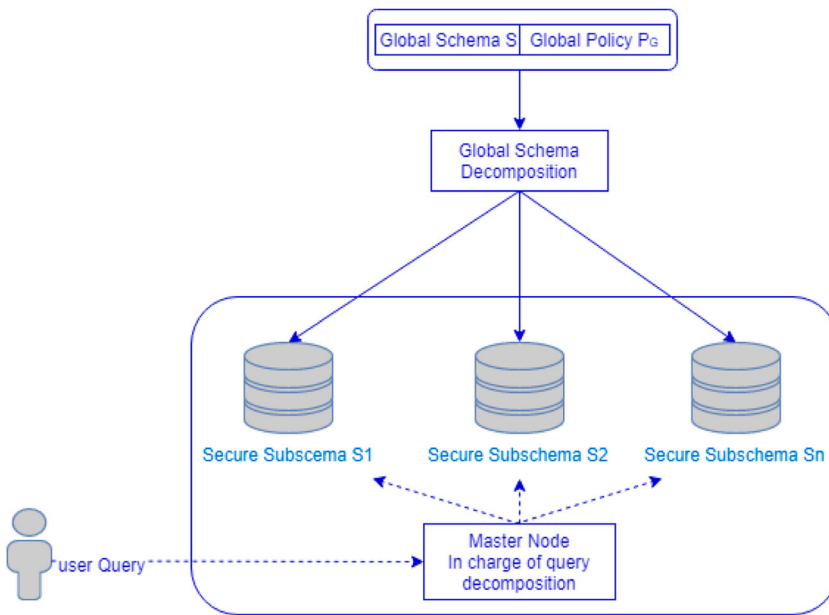 Global Schema S Global Policy PG
Global Schema
Decomposition
Secure Subscema S1 Secure Subschema S2 Secure Subschema Sn
user Query
Master Node
In charge of query
decomposition